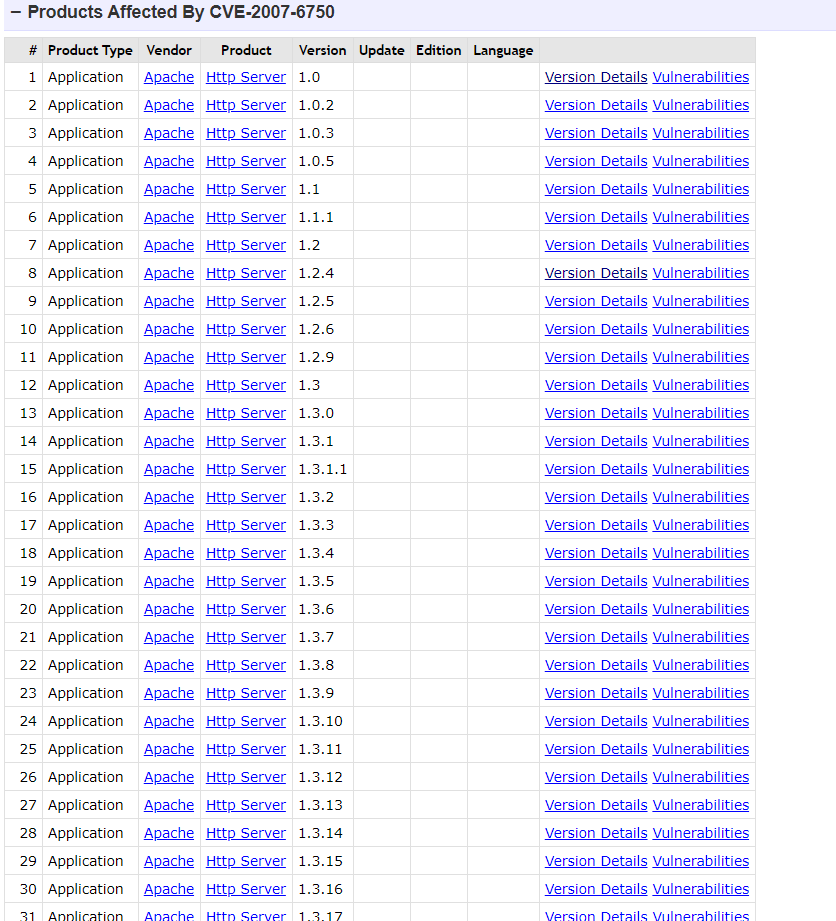 − Products Affected By CVE-2007-6750
# Product Type Vendor Product Version Update Edition Language
1 Application Apache Http Server 1.0 Version Details Vulnerabilities
2 Application Apache Http Server 1.0.2 Version Details Vulnerabilities
3 Application Apache Http Server 1.0.3 Version Details Vulnerabilities
4 Application Apache Http Server 1.0.5 Version Details Vulnerabilities
5 Application Apache Http Server 1.1 Version Details Vulnerabilities
6 Application Apache Http Server 1.1.1 Version Details Vulnerabilities
7 Application Apache Http Server 1.2 Version Details Vulnerabilities
8 Application Apache Http Server 1.2.4 Version Details Vulnerabilities
9 Application Apache Http Server 1.2.5 Version Details Vulnerabilities
10 Application Apache Http Server 1.2.6 Version Details Vulnerabilities
11 Application Apache Http Server 1.2.9 Version Details Vulnerabilities
12 Application Apache Http Server 1.3 Version Details Vulnerabilities
13 Application Apache Http Server 1.3.0 Version Details Vulnerabilities
14 Application Apache Http Server 1.3.1 Version Details Vulnerabilities
15 Application Apache Http Server 1.3.1.1 Version Details Vulnerabilities
16 Application Apache Http Server 1.3.2 Version Details Vulnerabilities
17 Application Apache Http Server 1.3.3 Version Details Vulnerabilities
18 Application Apache Http Server 1.3.4 Version Details Vulnerabilities
19 Application Apache Http Server 1.3.5 Version Details Vulnerabilities
20 Application Apache Http Server 1.3.6 Version Details Vulnerabilities
21 Application Apache Http Server 1.3.7 Version Details Vulnerabilities
22 Application Apache Http Server 1.3.8 Version Details Vulnerabilities
23 Application Apache Http Server 1.3.9 Version Details Vulnerabilities
24 Application Apache Http Server 1.3.10 Version Details Vulnerabilities
25 Application Apache Http Server 1.3.11 Version Details Vulnerabilities
26 Application Apache Http Server 1.3.12 Version Details Vulnerabilities
27 Application Apache Http Server 1.3.13 Version Details Vulnerabilities
28 Application Apache Http Server 1.3.14 Version Details Vulnerabilities
29 Application Apache Http Server 1.3.15 Version Details Vulnerabilities
30 Application Apache Http Server 1.3.16 Version Details Vulnerabilities
31 Application Apache Http Server 1.3.17 Version Details Vulnerabilities